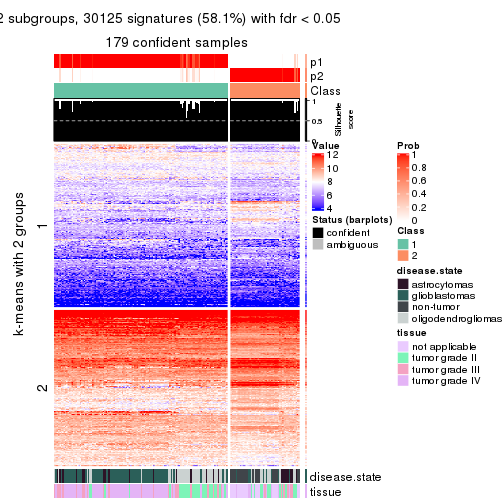 2 subgroups, 30125 signatures (58.1%) with fdr < 0.05
179 confident samples
p1
p2
Class
1
0.5
0
Silhouette
score
k-means with 2 groups
1
2
disease.state
tissue
Value
12
10
8
6
4
Status (barplots)
confident
ambiguous
Prob
1
0.8
0.6
0.4
0.2
0
Class
1
2
disease.state
astrocytomas
glioblastomas
non-tumor
oligodendrogliomas
tissue
not applicable
tumor grade II
tumor grade III
tumor grade IV